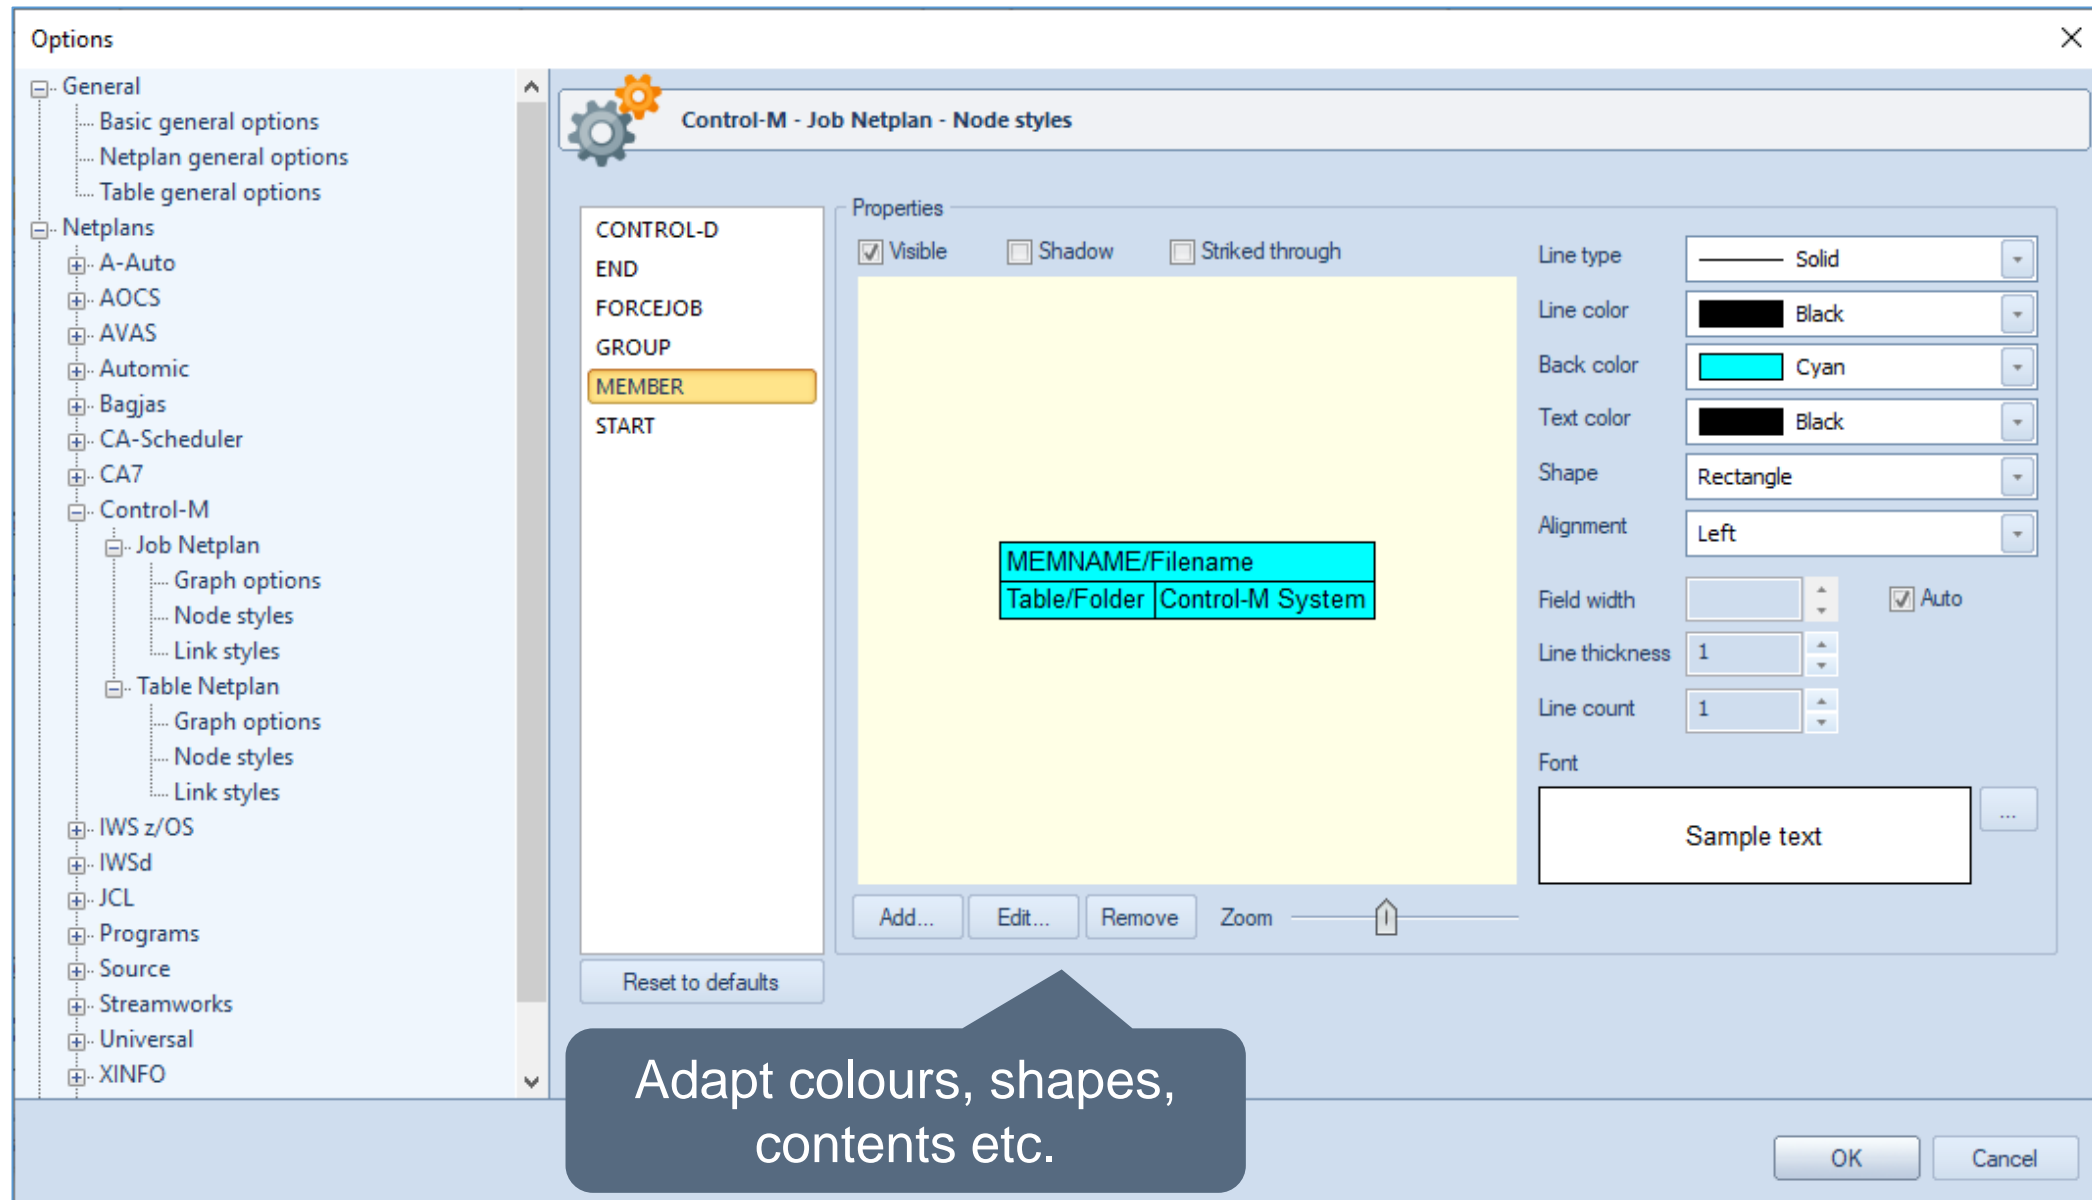 Options
General
Basic general options
Netplan general options
Table general options
Netplans
A-Auto
AOCS
AVAS
Automic
Bagjas
CA-Scheduler
CA7
Control-M
Job Netplan
Graph options
Node styles
Link styles
Table Netplan
Graph options
Node styles
Link styles
IWS z/OS
IWSd
JCL
Programs
Source
Streamworks
Universal
XINFO
Control-M - Job Netplan - Node styles
CONTROL-D
END
FORCEJOB
GROUP
MEMBER
START
Reset to defaults
Properties
Visible Shadow Striked through
MEMNAME/Filename
Table/Folder Control-M System
Add... Edit... Remove Zoom
Line type Solid
Line color Black
Back color Cyan
Text color Black
Shape Rectangle
Alignment Left
Field width Auto
Line thickness 1
Line count 1
Font
Sample text
...
Adapt colours, shapes,
contents etc.
OK Cancel